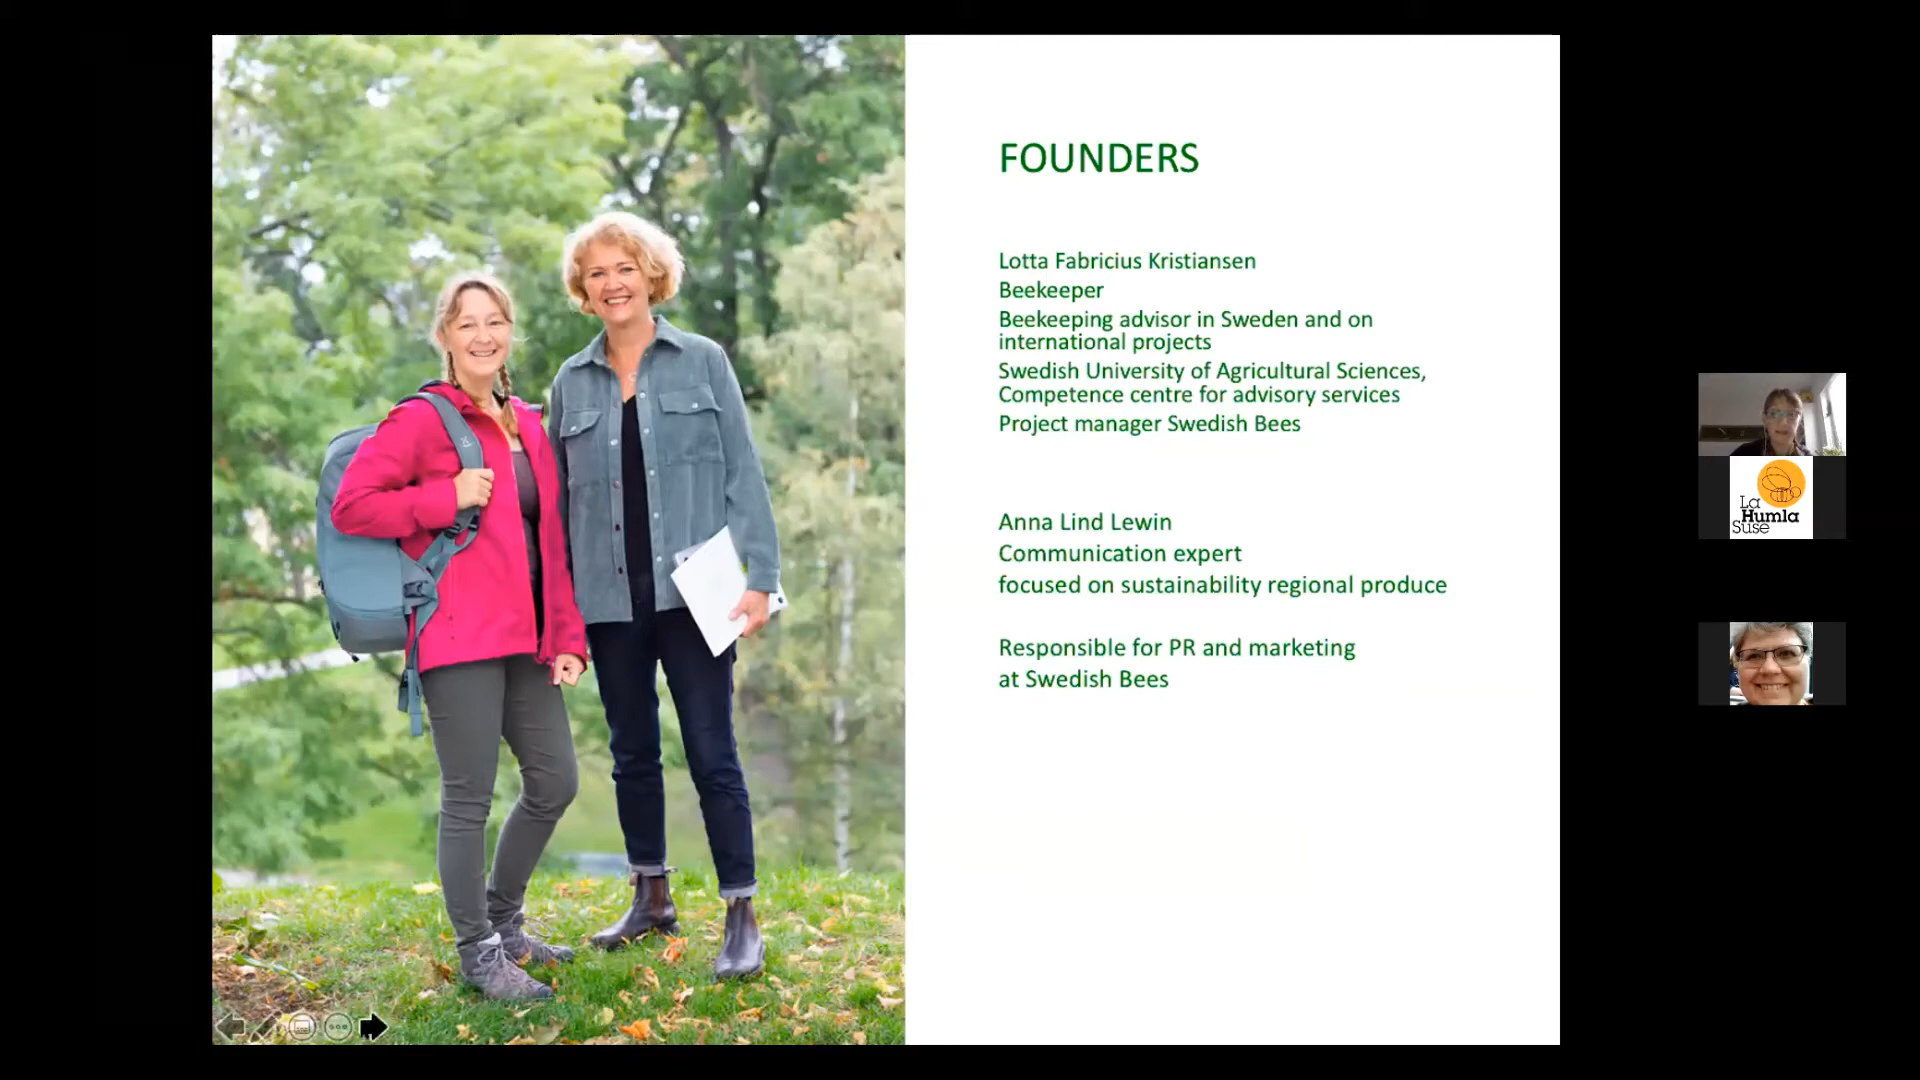 FOUNDERS
Lotta Fabricius Kristiansen
Beekeeper
Beekeeping advisor in Sweden and on
international projects
Swedish University of Agricultural Sciences,
Competence centre for advisory services
Project manager Swedish Bees
Anna Lind Lewin
Communication expert
focused on sustainability regional produce
Responsible for PR and marketing
at Swedish Bees
La
Humla
Suse